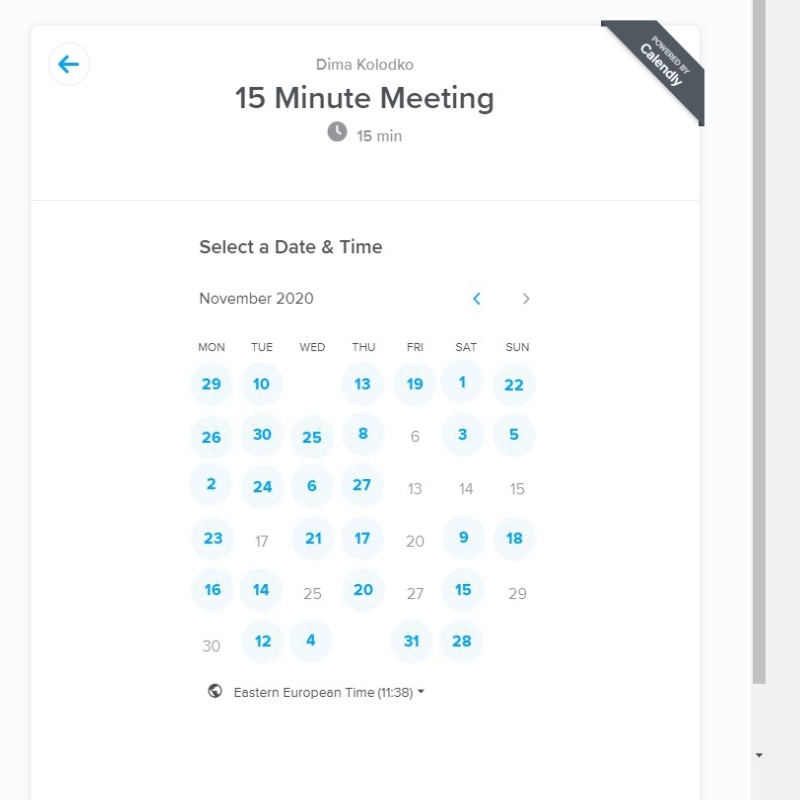 Dima Kolodko
POWERED BY
Calendly
15 Minute Meeting
15 min
Select a Date & Time
November 2020
MON TUE WED THU FRI SAT SUN
29 10 13 19 1 22
26 30 25 8 6 3 5
2 24 6 27 13 14 15
23 17 21 17 20 9 18
16 14 25 20 27 15 29
30 12 4 31 28
Eastern European Time (11:38)